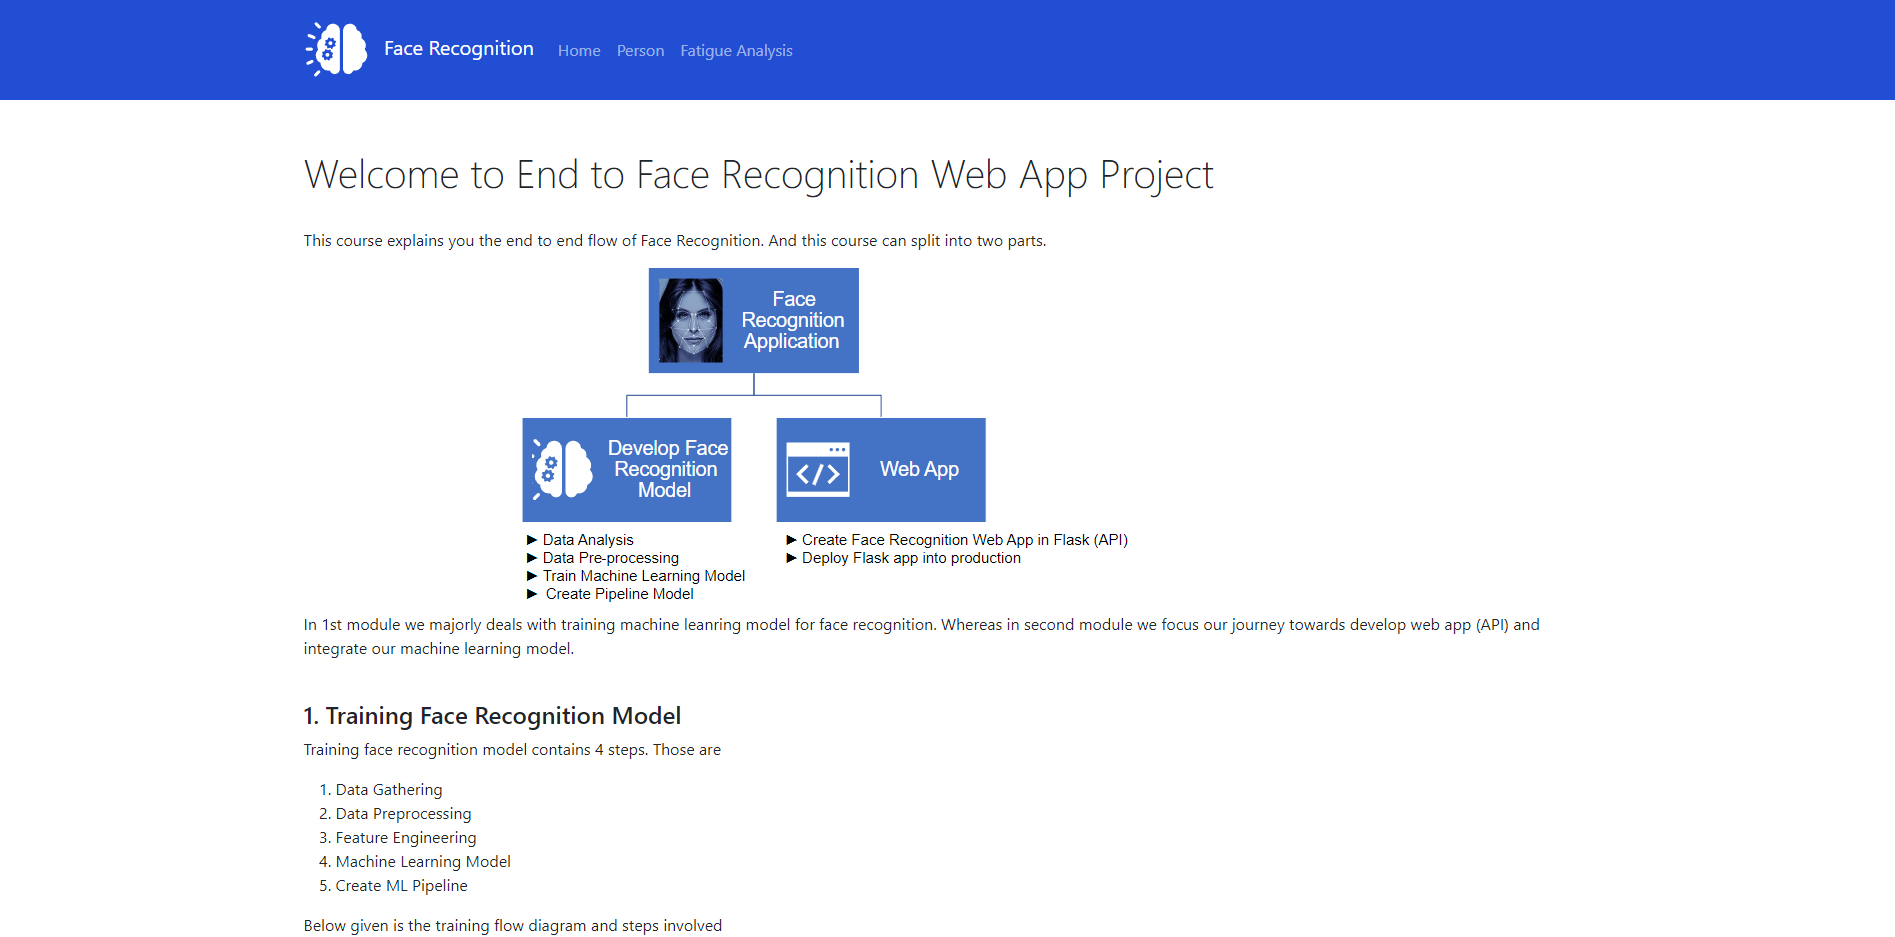 Face Recognition Home Person Fatigue Analysis
Welcome to End to Face Recognition Web App Project
This course explains you the end to end flow of Face Recognition. And this course can split into two parts.
Face
Recognition
Application
Develop Face
Recognition
Model
Web App
► Data Analysis
► Data Pre-processing
► Train Machine Learning Model
► Create Pipeline Model
► Create Face Recognition Web App in Flask (API)
► Deploy Flask app into production
In 1st module we majorly deals with training machine leanring model for face recognition. Whereas in second module we focus our journey towards develop web app (API) and
integrate our machine learning model.
1. Training Face Recognition Model
Training face recognition model contains 4 steps. Those are
1. Data Gathering
2. Data Preprocessing
3. Feature Engineering
4. Machine Learning Model
5. Create ML Pipeline
Below given is the training flow diagram and steps involved